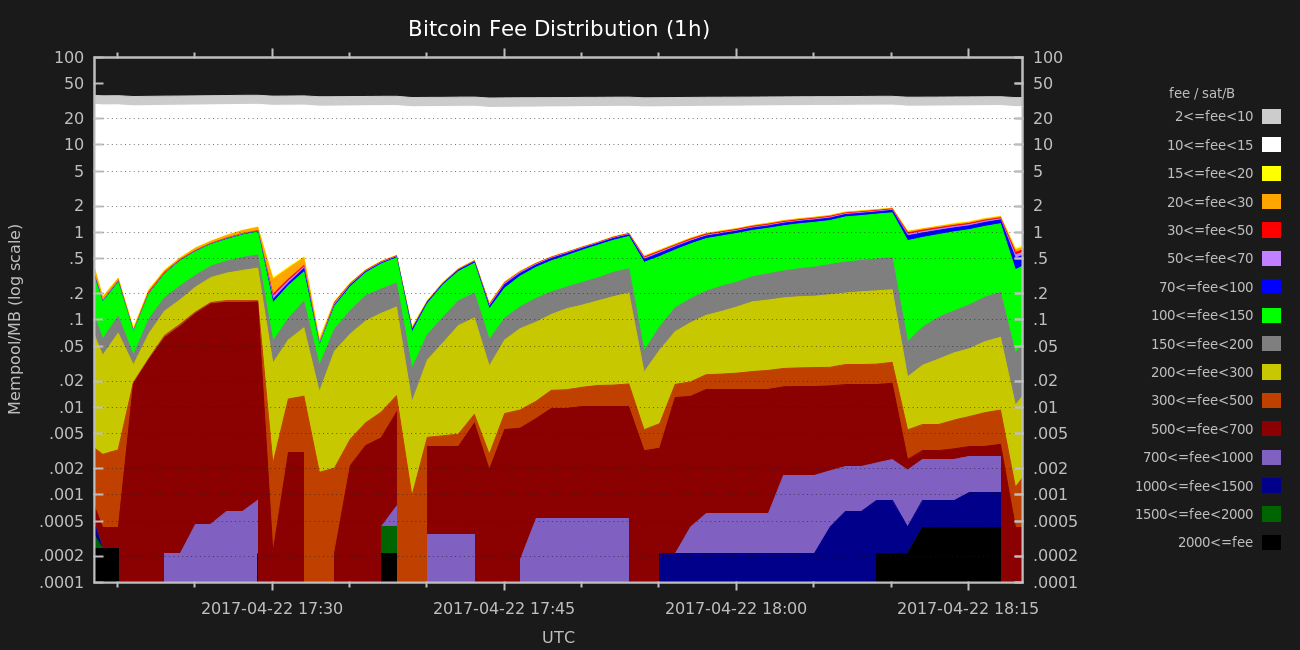 Bitcoin Fee Distribution (1h)
Mempool/MB (log scale)
100
50
20
10
5
2
1
.5
.2
.1
.05
.02
.01
.005
.002
.001
.0005
.0002
.0001
100
50
20
10
5
2
1
.5
.2
.1
.05
.02
.01
.005
.002
.001
.0005
.0002
.0001
2017-04-22 17:30 2017-04-22 17:45 2017-04-22 18:00 2017-04-22 18:15
UTC
fee / sat/B
2<=fee<10
10<=fee<15
15<=fee<20
20<=fee<30
30<=fee<50
50<=fee<70
70<=fee<100
100<=fee<150
150<=fee<200
200<=fee<300
300<=fee<500
500<=fee<700
700<=fee<1000
1000<=fee<1500
1500<=fee<2000
2000<=fee